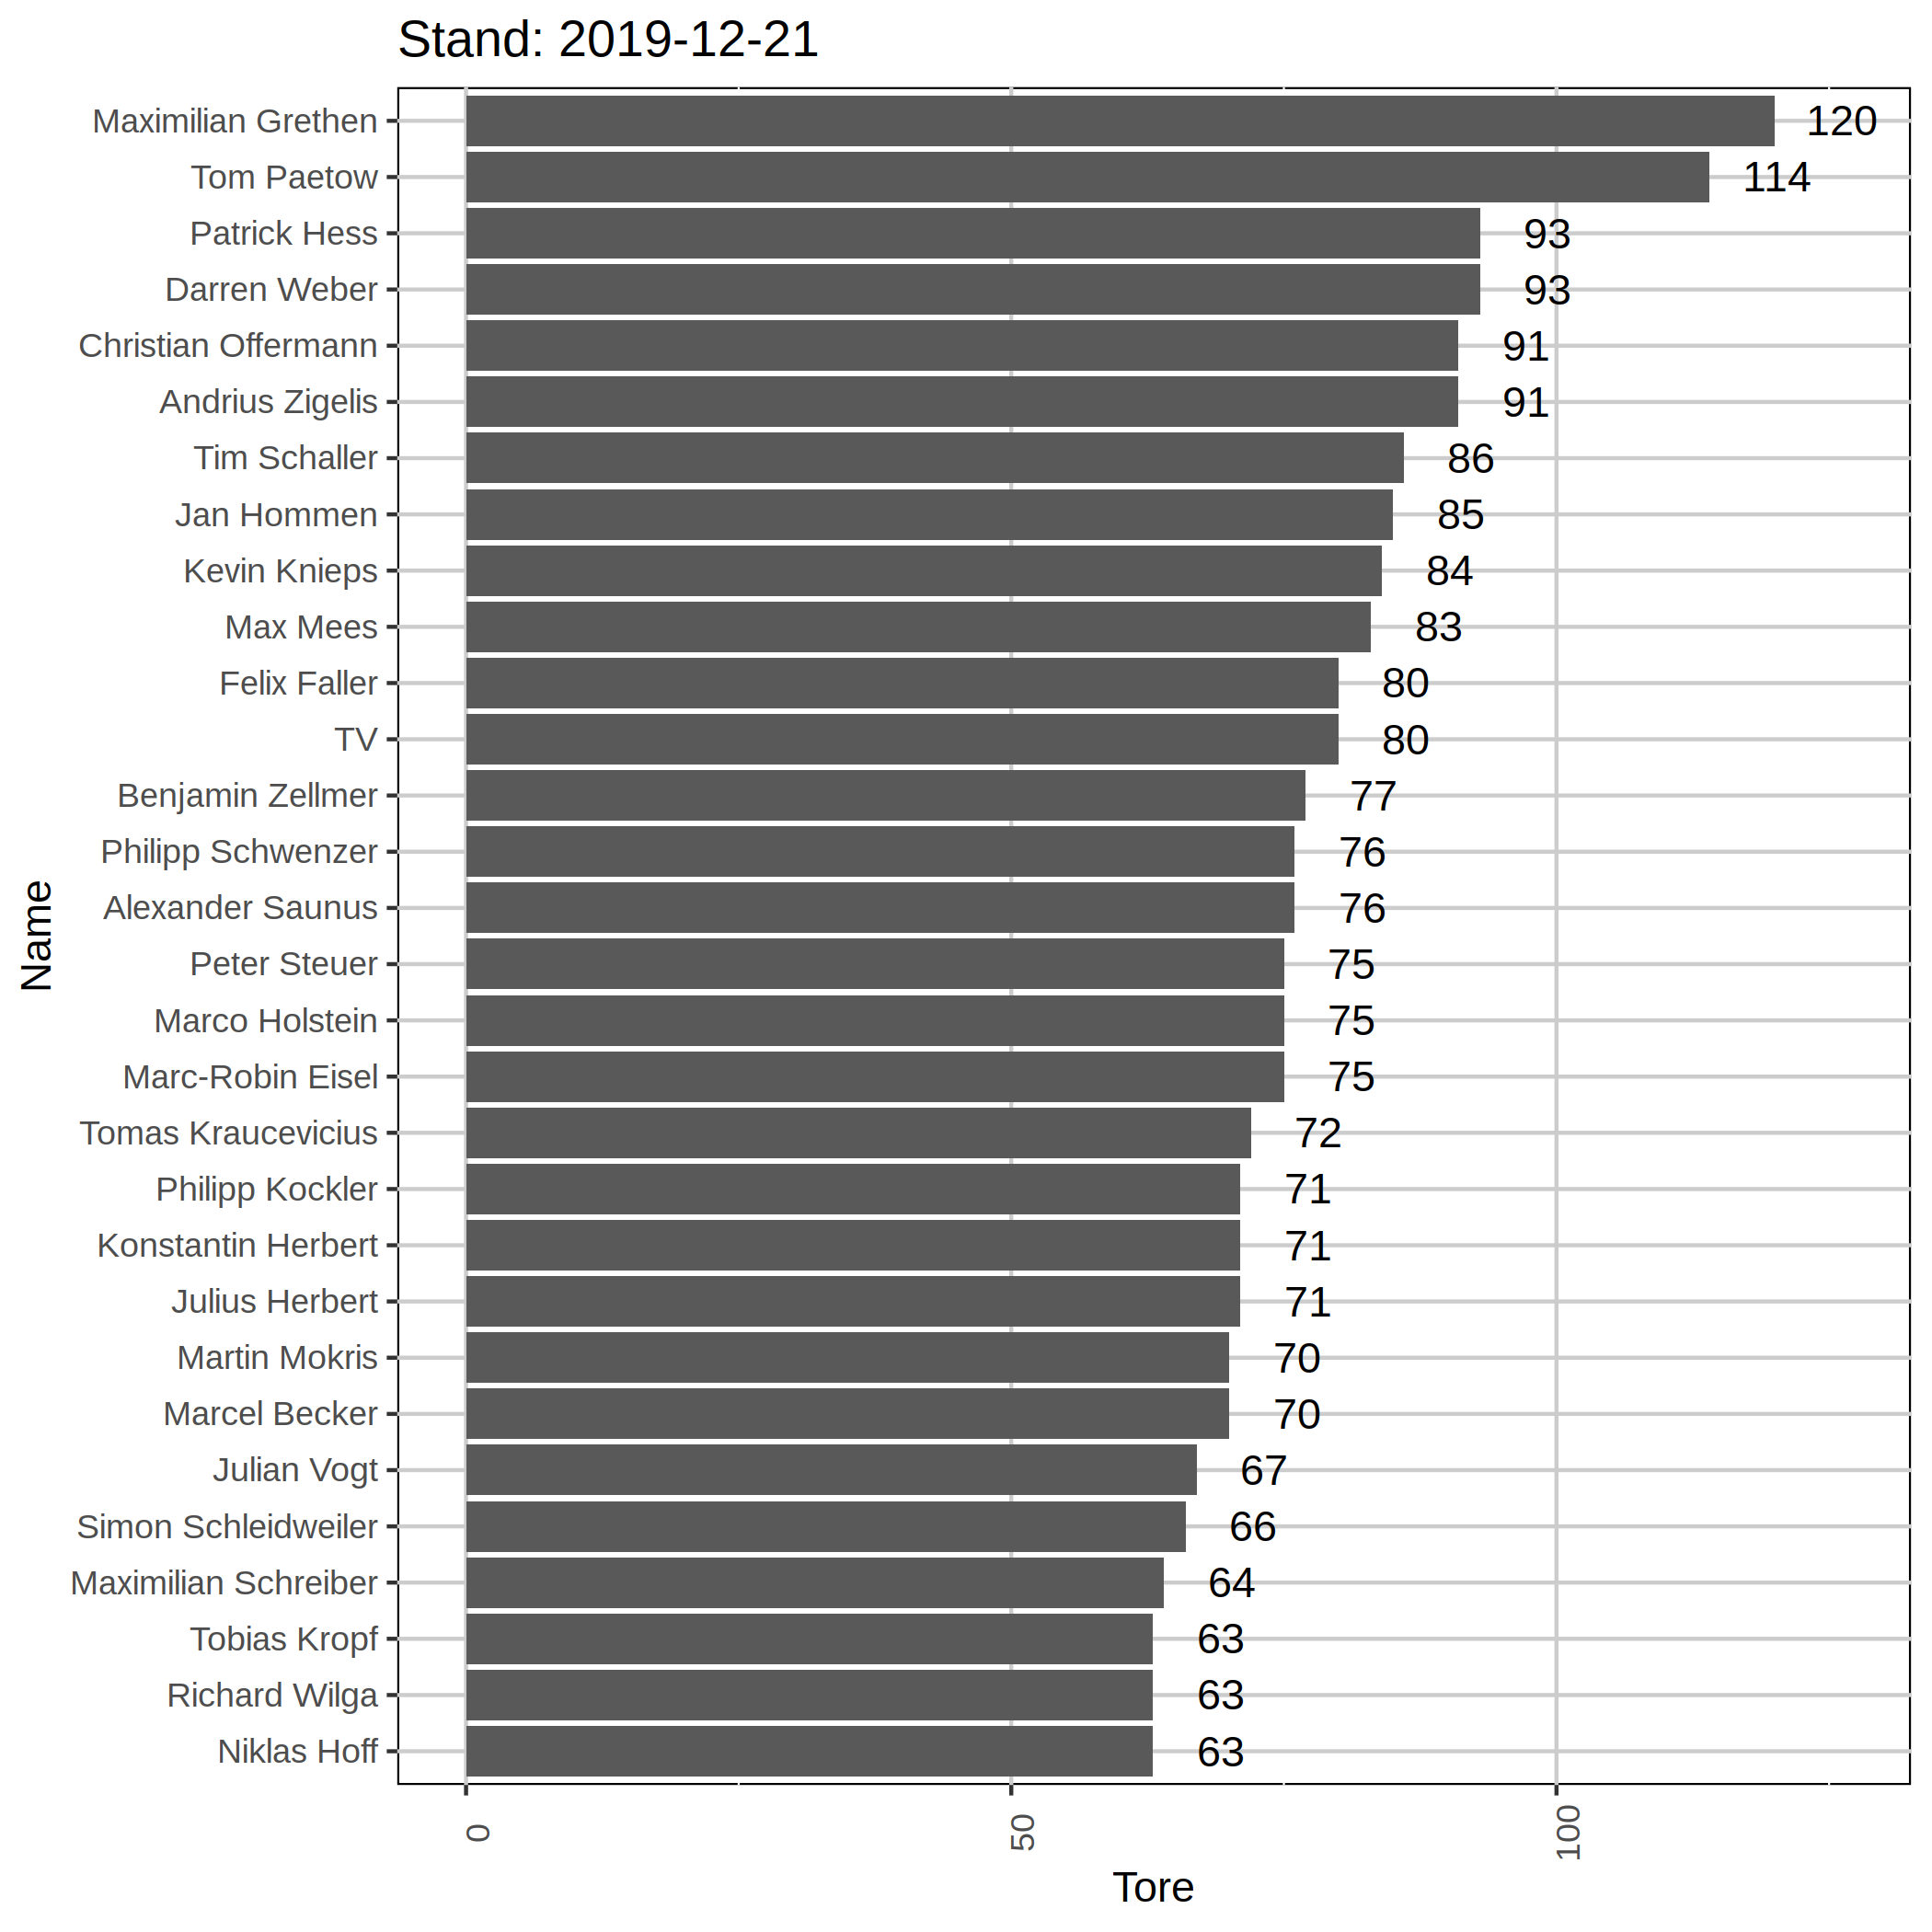 Stand: 2019-12-21
Maximilian Grethen 120
Tom Paetow 114
Patrick Hess 93
Darren Weber 93
Christian Offermann 91
Andrius Zigelis 91
Tim Schaller 86
Jan Hommen 85
Kevin Knieps 84
Max Mees 83
Felix Faller 80
TV 80
Benjamin Zellmer 77
Philipp Schwenzer 76
Alexander Saunus 76
Peter Steuer 75
Marco Holstein 75
Marc-Robin Eisel 75
Tomas Kraucevicius 72
Philipp Kockler 71
Konstantin Herbert 71
Julius Herbert 71
Martin Mokris 70
Marcel Becker 70
Julian Vogt 67
Simon Schleidweiler 66
Maximilian Schreiber 64
Tobias Kropf 63
Richard Wilga 63
Niklas Hoff 63
Name
0 50 100
Tore